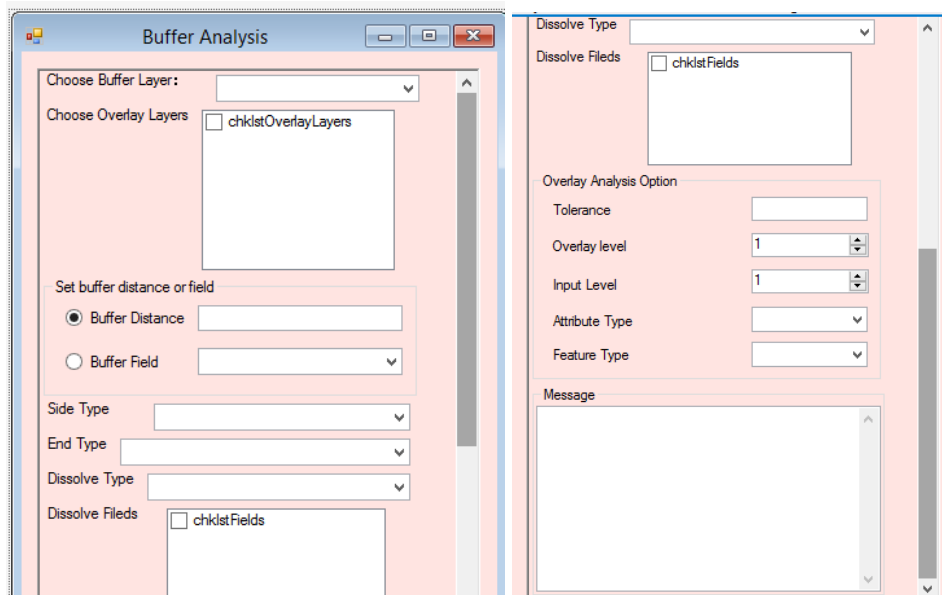 Buffer Analysis
Choose Buffer Layer:
Choose Overlay Layers
chklstOverlayLayers
Set buffer distance or field
Buffer Distance
Buffer Field
Side Type
End Type
Dissolve Type
Dissolve Fileds
chklstFields
Dissolve Type
Dissolve Fileds
chklstFields
Overlay Analysis Option
Tolerance
Overlay level 1
Input Level 1
Attribute Type
Feature Type
Message